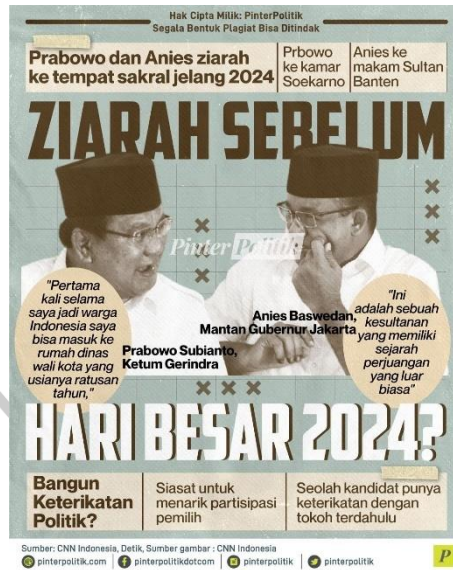 Hak Cipta Milik: PinterPolitik
Segala Bentuk Plagiat Bisa Ditindak
Prabowo dan Anies ziarah
ke tempat sakral jelang 2024
Prbowo
ke kamar
Soekarno
Anies ke
makam Sultan
Banten
ZIARAH SEBELUM
Pinter Politik
"Pertama
kali selama
saya jadi warga
Indonesia saya
bisa masuk ke
rumah dinas
wali kota yang
usianya ratusan
tahun,"
Prabowo Subianto,
Ketum Gerindra
Anies Baswedan,
Mantan Gubernur Jakarta
"Ini
adalah sebuah
kesultanan
yang memiliki
sejarah
perjuangan
yang luar
biasa"
HARI BESAR 2024?
Bangun
Keterikatan
Politik?
Siasat untuk
menarik partisipasi
pemilih
Seolah kandidat punya
keterikatan dengan
tokoh terdahulu
Sumber: CNN Indonesia, Detik, Sumber gambar : CNN Indonesia
pinterpolitik.com
pinterpolitikdotcom
pinterpolitik
pinterpolitik
P